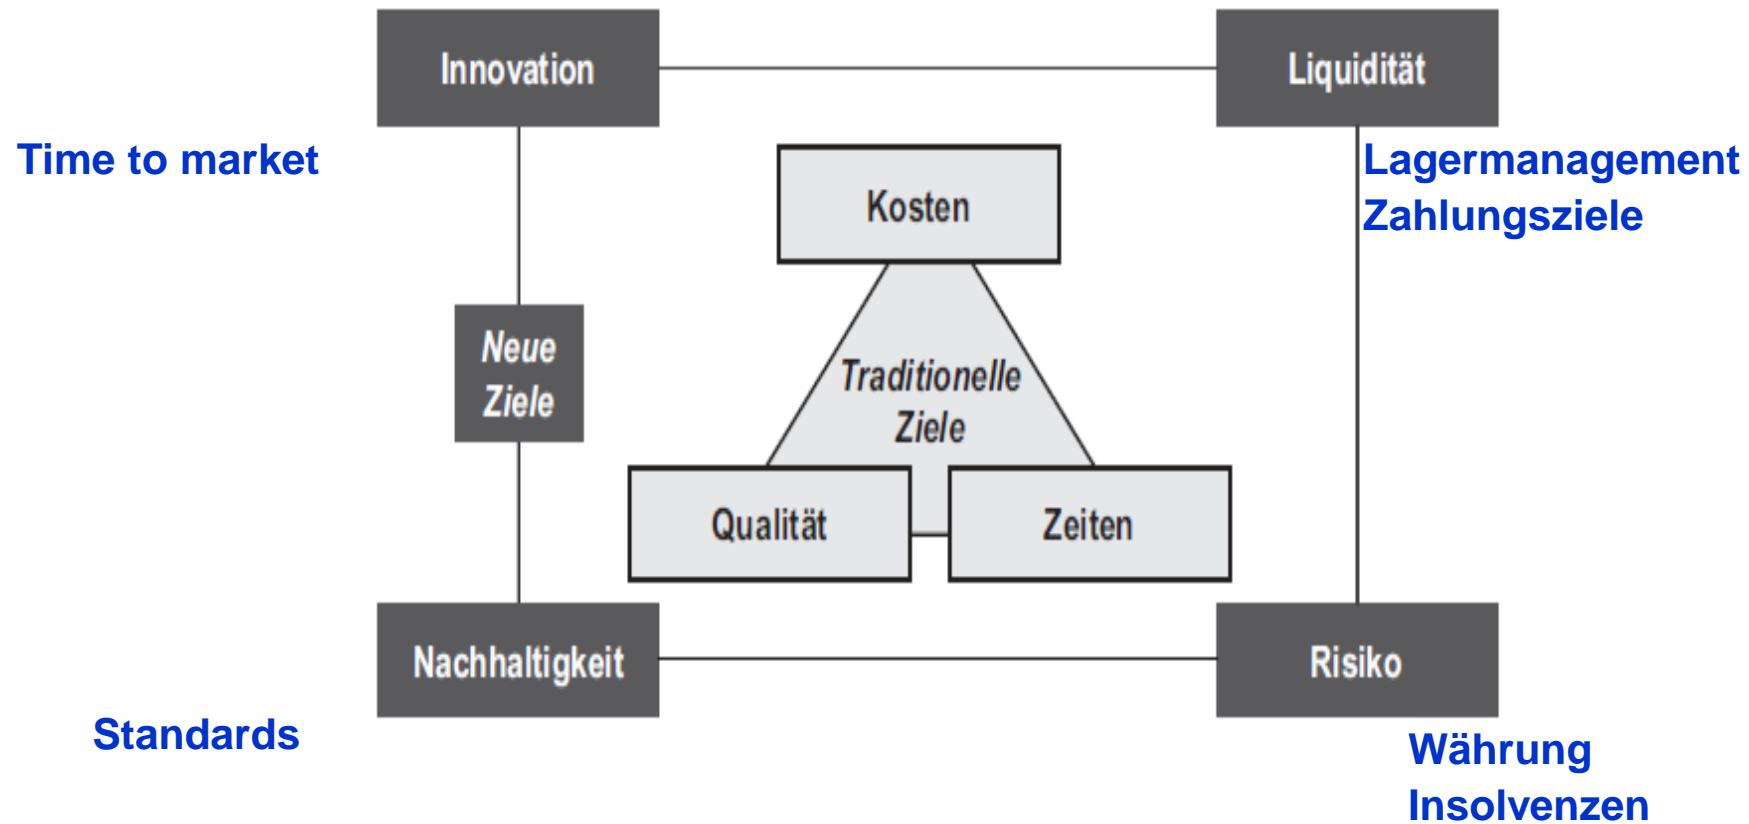 Innovation
Liquidität
Time to market
Lagermanagement
Zahlungsziele
Kosten
Neue
Ziele
Traditionelle
Ziele
Qualität
Zeiten
Nachhaltigkeit
Risiko
Standards
Währung
Insolvenzen